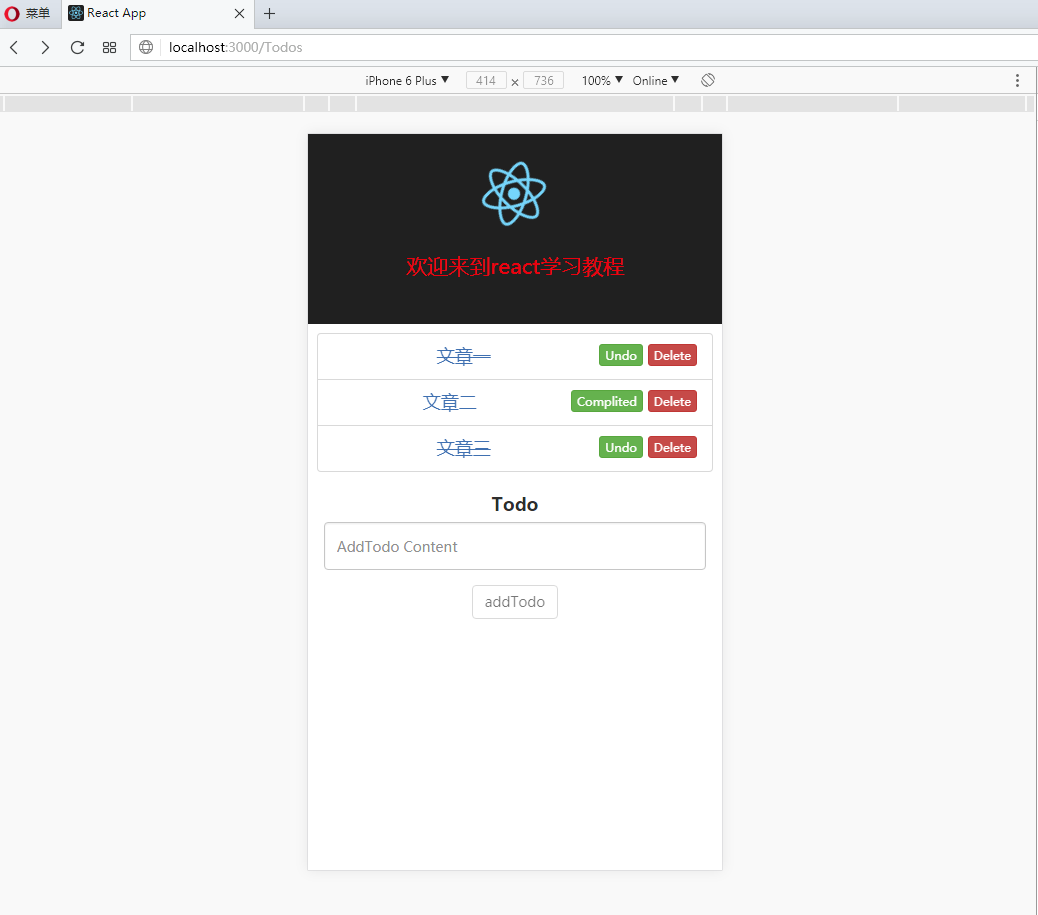 菜单 React App
localhost:3000/Todos
iPhone 6 Plus 414 × 736 100% Online
欢迎来到react学习教程
文章一 Undo Delete
文章二 Complited Delete
文章三 Undo Delete
Todo
AddTodo Content
addTodo